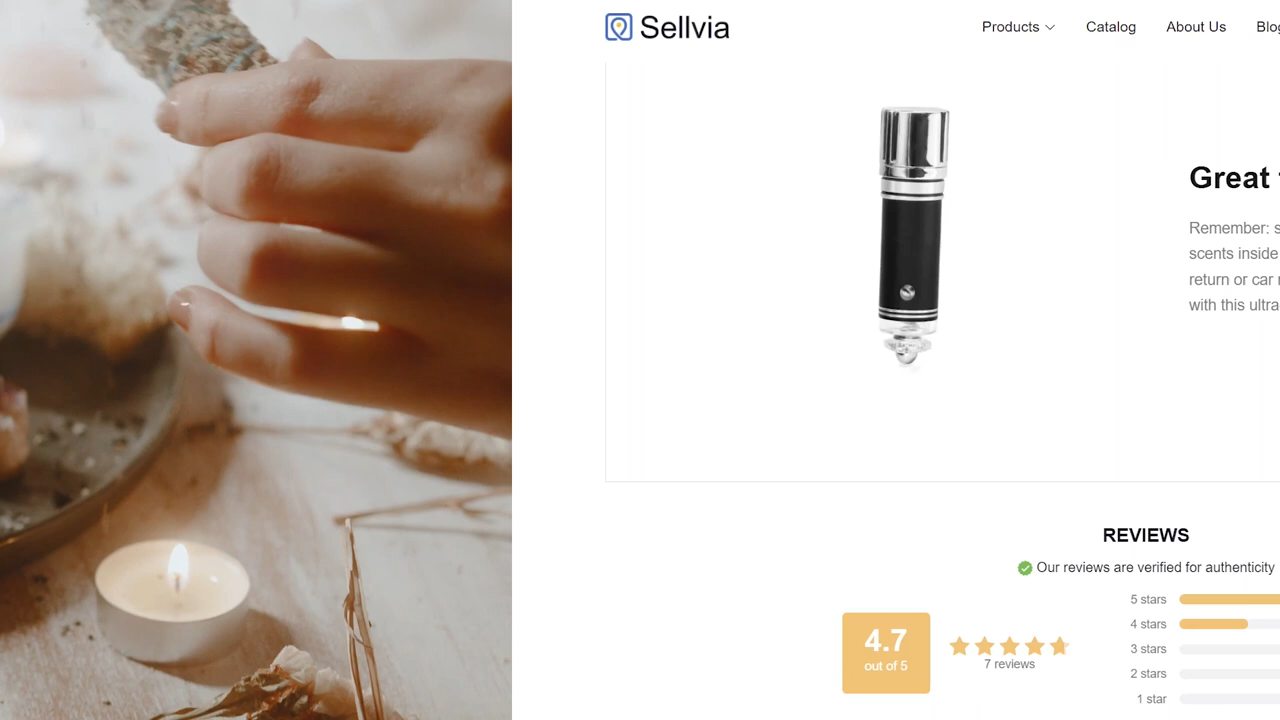 Sellvia
Products
Catalog
About Us
Great
Remember:
scents inside
return or car
with this
REVIEWS
Our reviews are verified for authenticity
5 stars
4 stars
3 stars
2 stars
1 star
4.7
out of 5
7 reviews